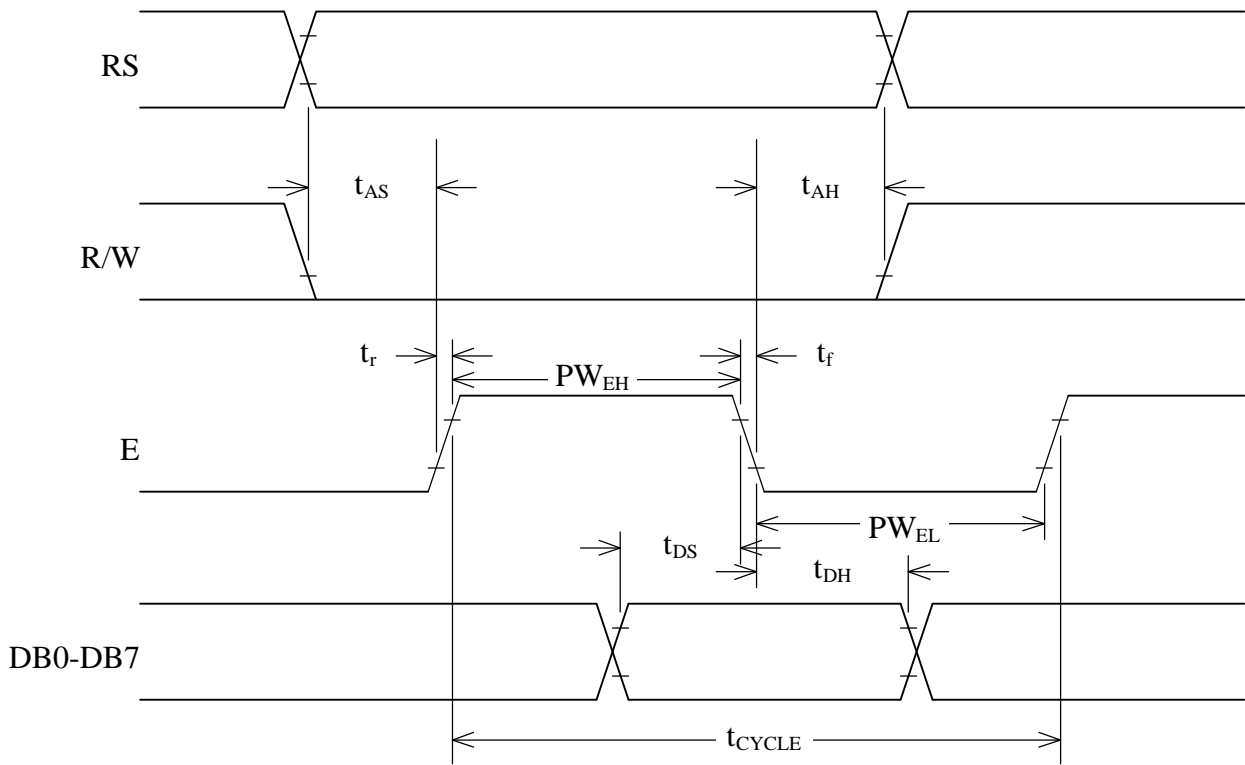 RS
t_AS
t_AH
R/W
t_r
t_f
PW_EH
E
PW_EL
t_DS
t_DH
DB0-DB7
t_CYCLE